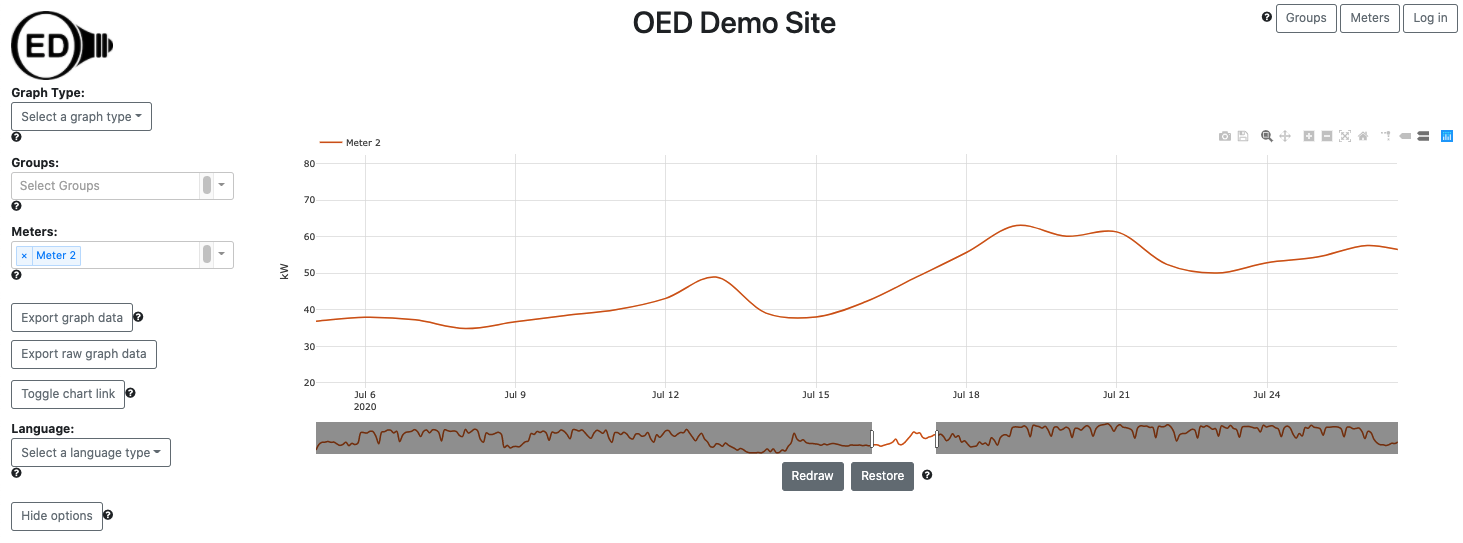 OED Demo Site
? Groups Meters Log in
ED
Graph Type:
Select a graph type
?
Groups:
Select Groups
?
Meters:
× Meter 2
?
Export graph data ?
Export raw graph data
Toggle chart link ?
Language:
Select a language type
?
Hide options ?
Meter 2
kW
80
70
60
50
40
30
20
Jul 6 Jul 9 Jul 12 Jul 15 Jul 18 Jul 21 Jul 24
2020
Redraw Restore ?